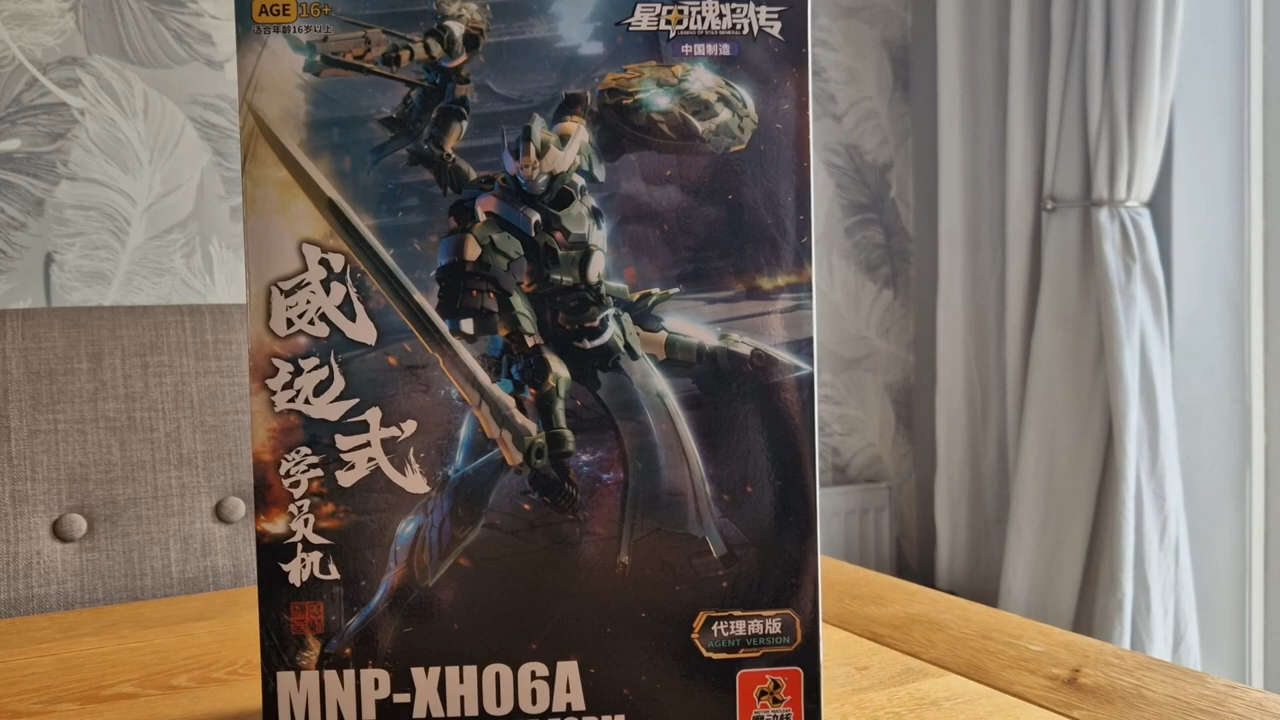 AGE 16+
适合年龄16岁以上
星甲魂将传
LEGEND OF STAR GENERAL
中国制造
威远式
学员机
代理商版
AGENT VERSION
MNP-XH06A